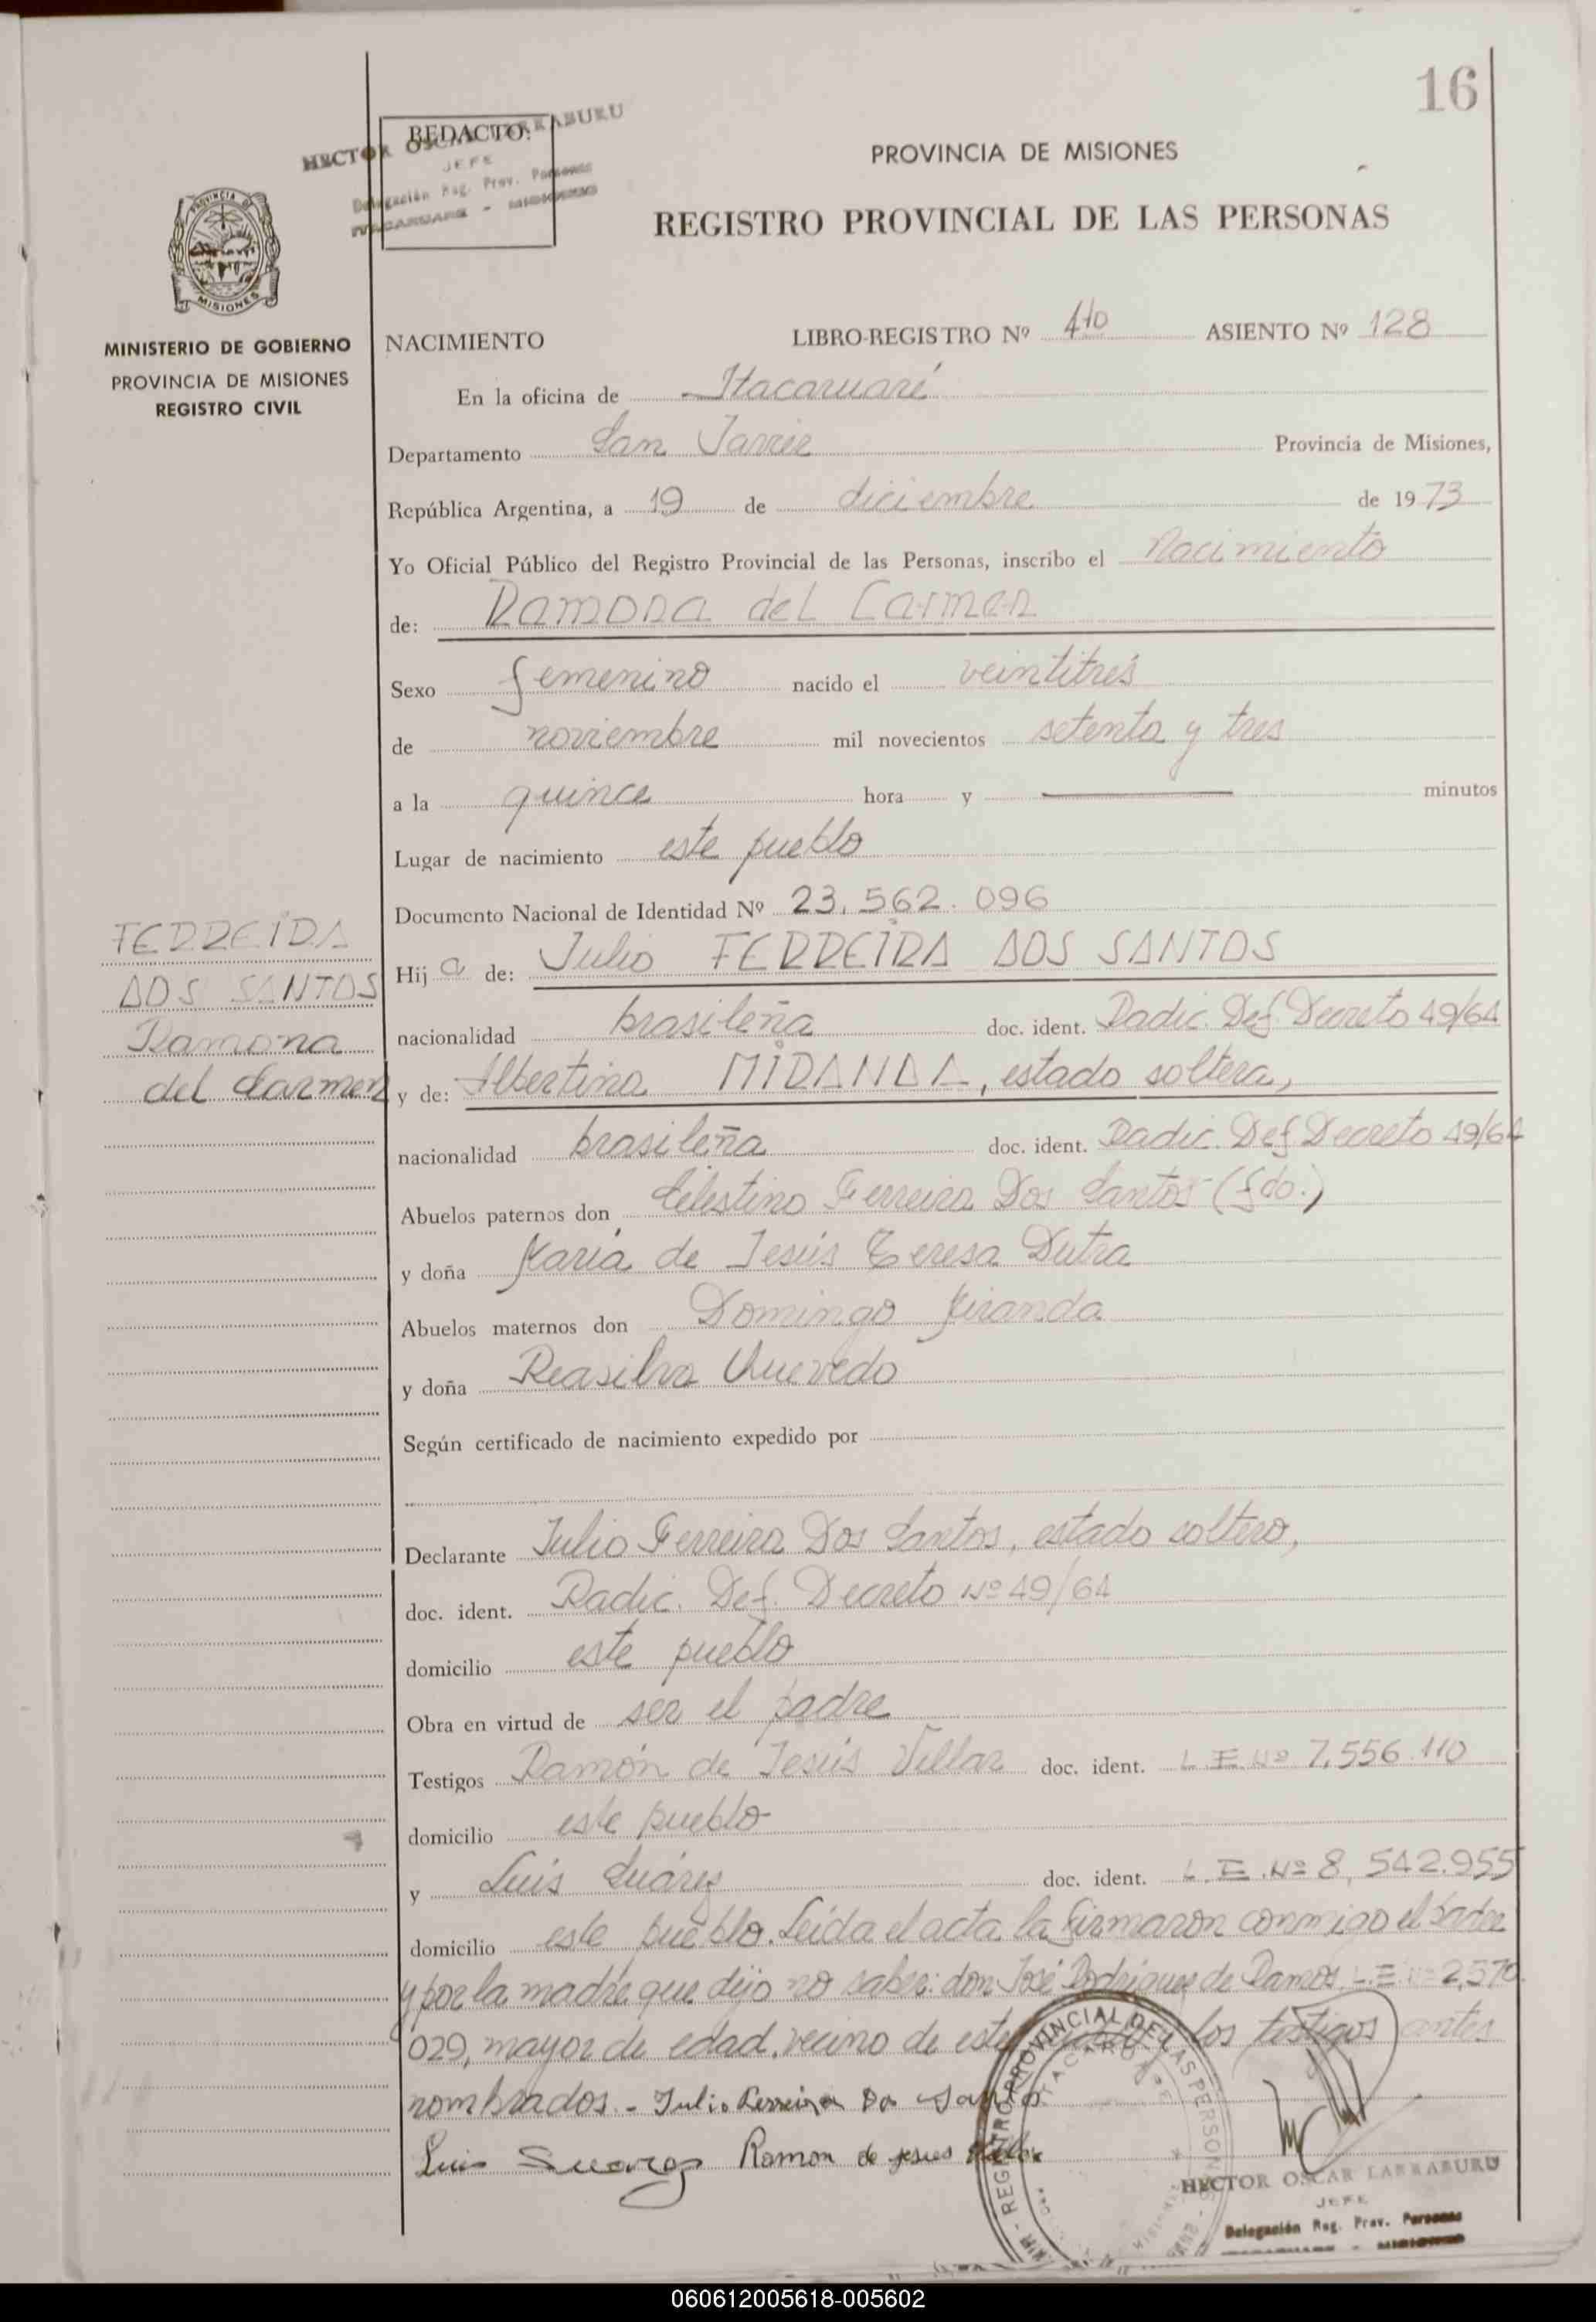 16
REDACTO:
HECTOR OSCAR LARRABURU
JEFE
Delegación Reg. Prov. Personas
ITACARUARE - MISIONES
PROVINCIA DE MISIONES
REGISTRO PROVINCIAL DE LAS PERSONAS
PROVINCIA D
MISIONES
MINISTERIO DE GOBIERNO
PROVINCIA DE MISIONES
REGISTRO CIVIL
NACIMIENTO LIBRO-REGISTRO Nº 4to ASIENTO Nº 128
En la oficina de Itacaruaré
Departamento San Javier Provincia de Misiones,
República Argentina, a 19 de diciembre de 1973
Yo Oficial Público del Registro Provincial de las Personas, inscribo el Nacimiento
de: Ramona del Carmen
Sexo femenino nacido el veintitrés
de noviembre mil novecientos setenta y tres
a la quince hora y minutos
Lugar de nacimiento este pueblo
Documento Nacional de Identidad Nº 23.562.096
FERREIRA
DOS SANTOS
Ramona
del Carmen
Hija de: Julio FERREIRA DOS SANTOS
nacionalidad brasileña doc. ident. Radic. Def. Decreto 49/64
y de: Albertina MIRANDA, estado soltera,
nacionalidad brasileña doc. ident. Radic. Def Decreto 49/64
Abuelos paternos don Celestino Ferreira Dos Santos (fdo.)
y doña María de Jesús Teresa Dutra
Abuelos maternos don Domingo Miranda
y doña Reasilva Quevedo
Según certificado de nacimiento expedido por
Declarante Julio Ferreira Dos Santos, estado soltero,
doc. ident. Radic. Def. Decreto Nº 49/64
domicilio este pueblo
Obra en virtud de ser el padre
Testigos Ramón de Jesús Villar doc. ident. L.E Nº 7,556.110
domicilio este pueblo
y Luis Suárez doc. ident. L.E. Nº 8,542.955
domicilio este pueblo. Leída el acta la firmaron conmigo el padre
y por la madre que dijo no saber: don José Rodriguez de Ramos, L.E Nº 2,570.
029, mayor de edad, vecino de este y los testigos antes
nombrados.- Julio Ferreira Do Santos
Luis Suarez Ramon de jesus
REGISTRO PROVINCIAL DE LAS PERSONAS
ITACARUARE
HECTOR OSCAR LARRABURU
JEFE
Delegación Reg. Prov. Personas
060612005618-005602